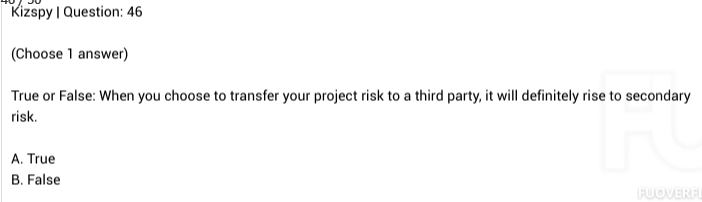 Kizspy | Question: 46
(Choose 1 answer)
True or False: When you choose to transfer your project risk to a third party, it will definitely rise to secondary
risk.
A. True
B. False
FUOVERFL